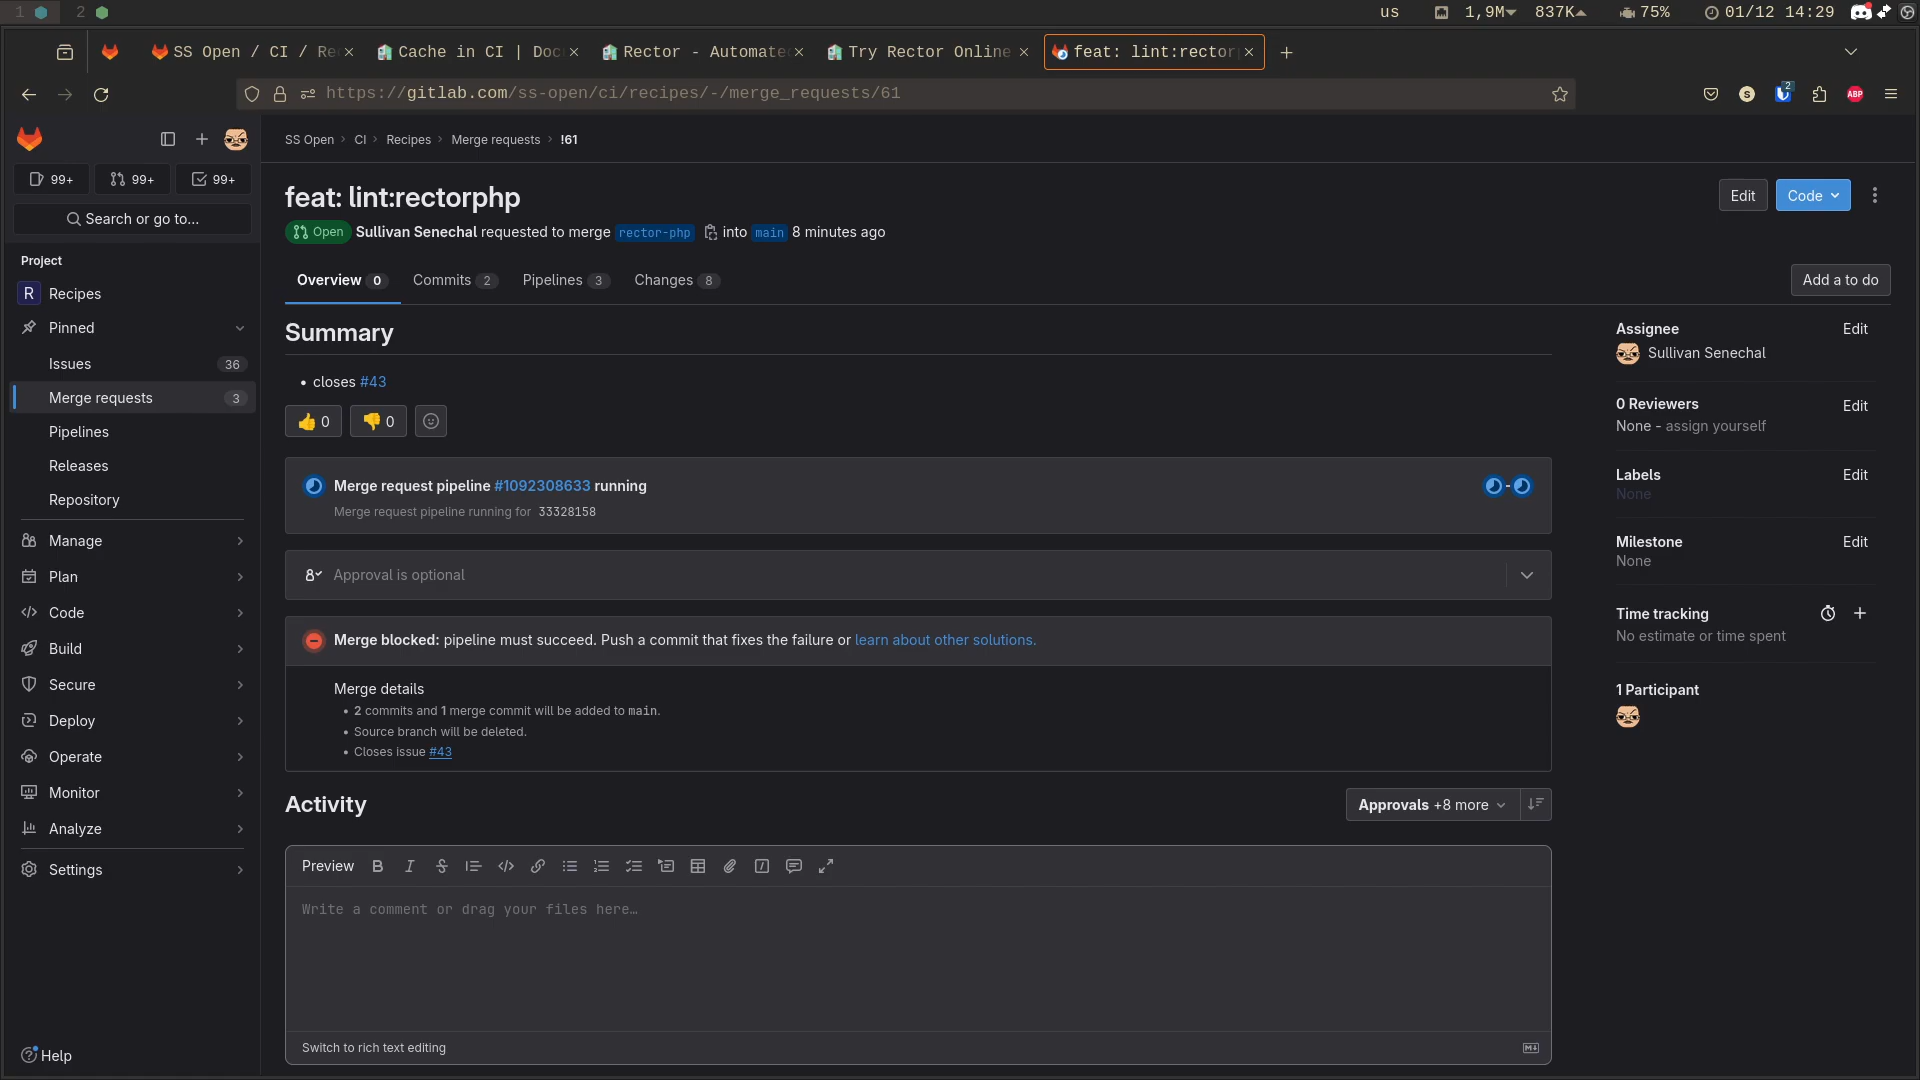 1 2 us 1,9M 837K 75% 01/12 14:29
SS Open / CI / Re Cache in CI | Doc Rector - Automate Try Rector Online feat: lint:rector
https://gitlab.com/ss-open/ci/recipes/-/merge_requests/61
S 2 ABP
SS Open CI Recipes Merge requests !61
99+ 99+ 99+
Search or go to...
feat: lint:rectorphp
Edit Code
Open Sullivan Senechal requested to merge rector-php into main 8 minutes ago
Overview 0 Commits 2 Pipelines 3 Changes 8
Add a to do
Project
R Recipes
Pinned
Issues 36
Merge requests 3
Pipelines
Releases
Repository
Manage
Plan
Code
Build
Secure
Deploy
Operate
Monitor
Analyze
Settings
Help
Summary
closes #43
0 0
Merge request pipeline #1092308633 running
Merge request pipeline running for 33328158
Approval is optional
Merge blocked: pipeline must succeed. Push a commit that fixes the failure or learn about other solutions.
Merge details
2 commits and 1 merge commit will be added to main.
Source branch will be deleted.
Closes issue #43
Activity
Approvals +8 more
Preview
Write a comment or drag your files here…
Switch to rich text editing
Assignee Edit
Sullivan Senechal
0 Reviewers Edit
None - assign yourself
Labels Edit
None
Milestone Edit
None
Time tracking
No estimate or time spent
1 Participant